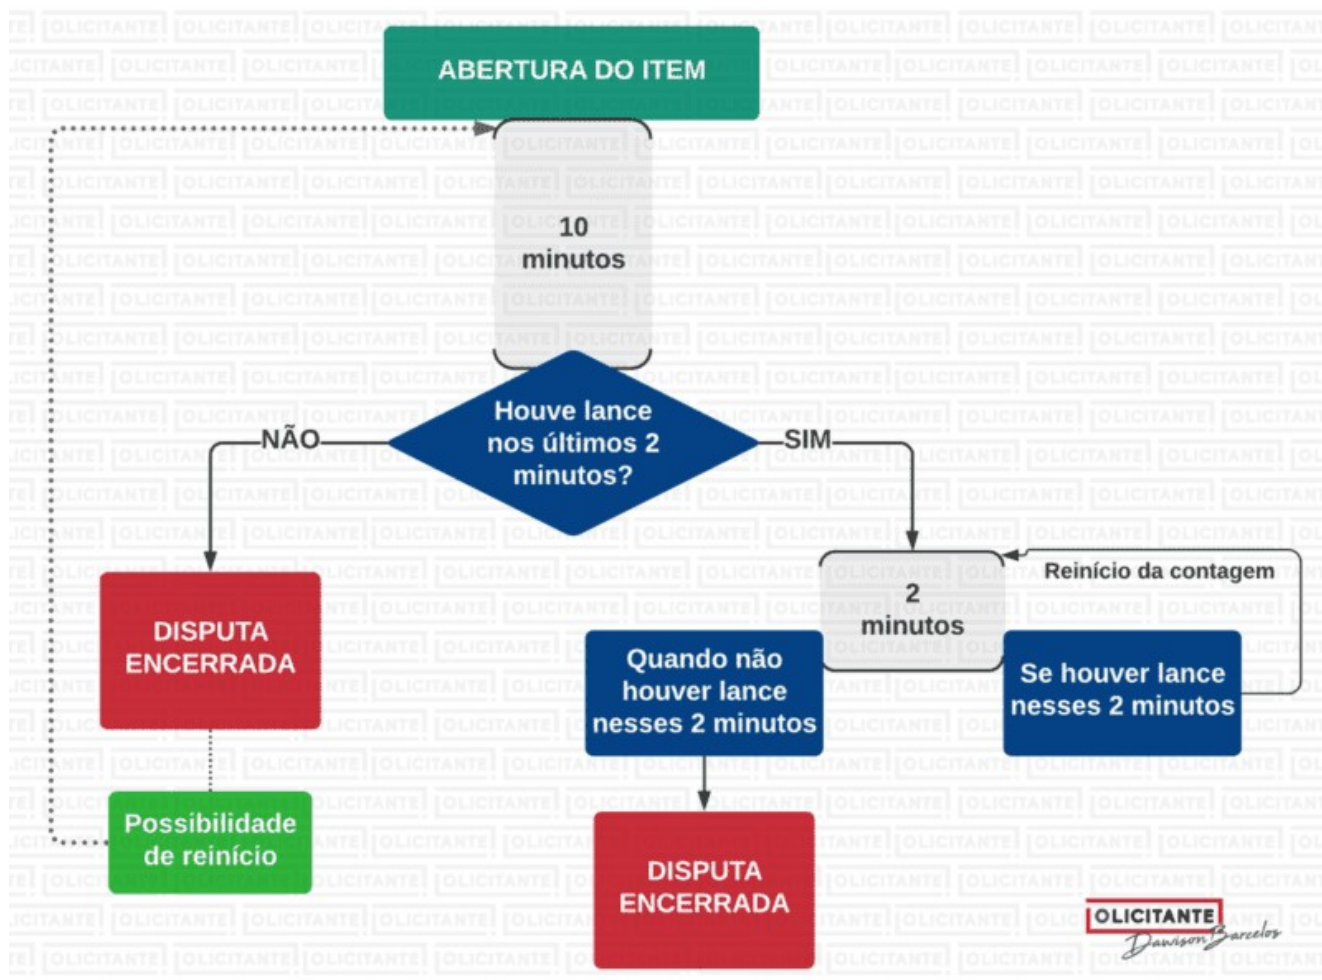 ABERTURA DO ITEM
10
minutos
Houve lance
nos últimos 2
minutos?
NÃO
SIM
DISPUTA
ENCERRADA
Possibilidade
de reinício
2
minutos
Reinício da contagem
Quando não
houver lance
nesses 2 minutos
Se houver lance
nesses 2 minutos
DISPUTA
ENCERRADA
OLICITANTE
Dawison Barcelos